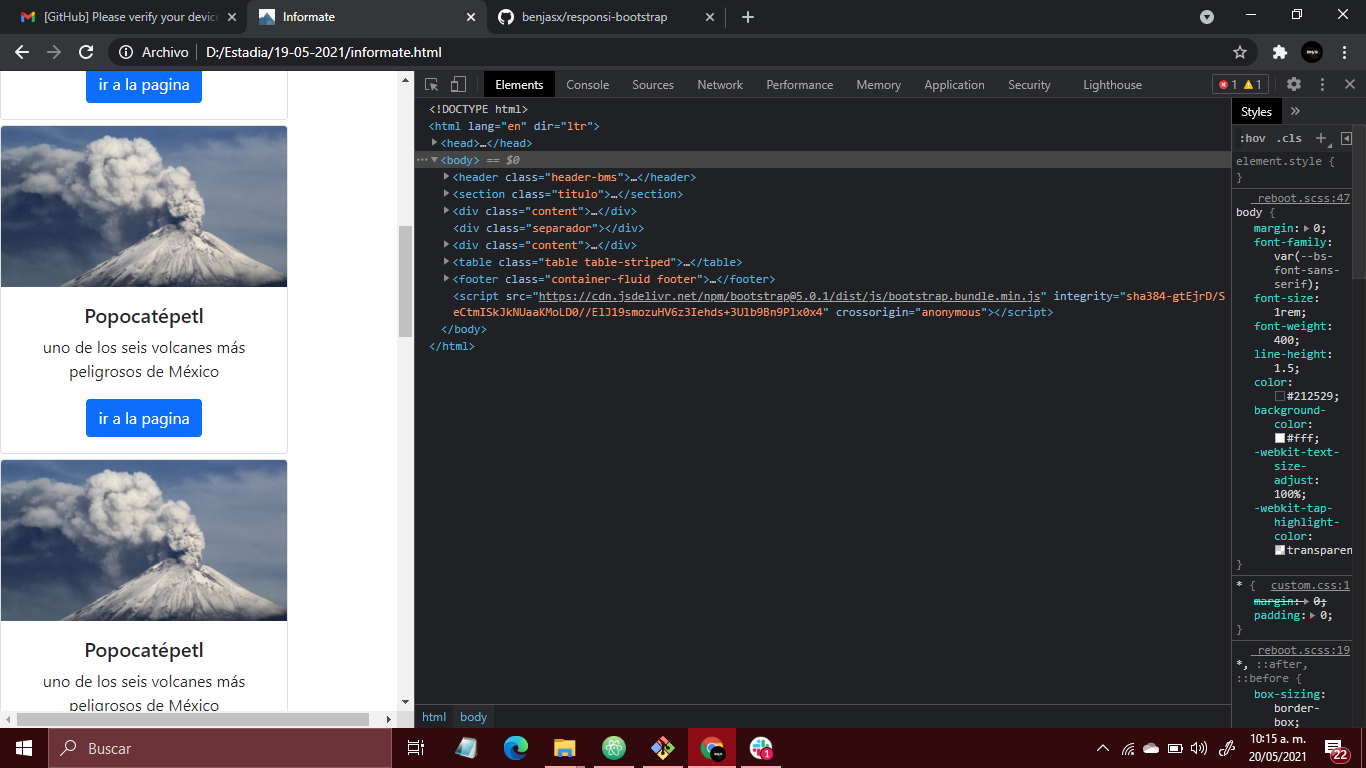 [GitHub] Please verify your device
Informate
benjasx/responsi-bootstrap
Archivo
D:/Estadia/19-05-2021/informate.html
ir a la pagina
Popocatépetl
uno de los seis volcanes más
peligrosos de México
ir a la pagina
Popocatépetl
uno de los seis volcanes más
peligrosos de México
Elements Console Sources Network Performance Memory Application Security Lighthouse
1 1
<!DOCTYPE html>
<html lang="en" dir="ltr">
<head>…</head>
<body> == $0
<header class="header-bms">…</header>
<section class="titulo">…</section>
<div class="content">…</div>
<div class="separador"></div>
<div class="content">…</div>
<table class="table table-striped">…</table>
<footer class="container-fluid footer">…</footer>
<script src="https://cdn.jsdelivr.net/npm/bootstrap@5.0.1/dist/js/bootstrap.bundle.min.js" integrity="sha384-gtEjrD/S
eCtmISkJkNUaaKMoLD0//ElJ19smozuHV6z3Iehds+3Ulb9Bn9Plx0x4" crossorigin="anonymous"></script>
</body>
</html>
html body
Styles
:hov .cls
element.style {
}
_reboot.scss:47
body {
margin: 0;
font-family:
var(--bs-
font-sans-
serif);
font-size:
1rem;
font-weight:
400;
line-height:
1.5;
color:
#212529;
background-
color:
#fff;
-webkit-text-
size-
adjust:
100%;
-webkit-tap-
highlight-
color:
transparen
}
* { custom.css:1
margin: 0;
padding: 0;
}
_reboot.scss:19
*, ::after,
::before {
box-sizing:
border-
box;
Buscar
1
10:15 a. m.
20/05/2021
22